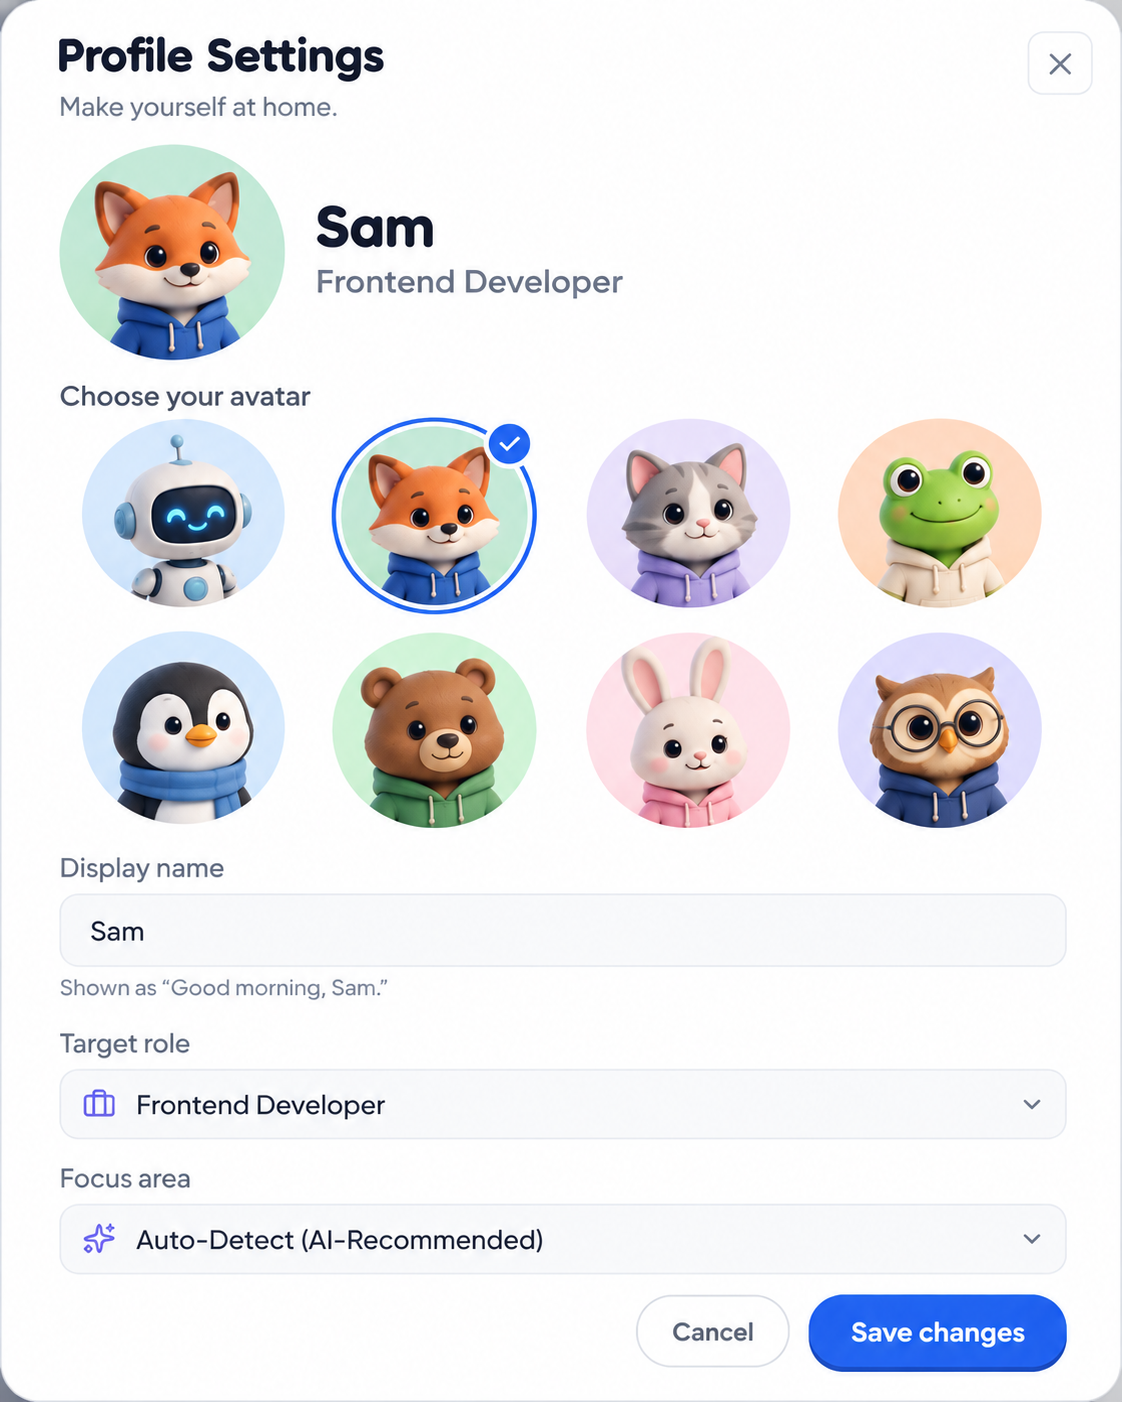 Profile Settings
Make yourself at home.
Sam
Frontend Developer
Choose your avatar
Display name
Sam
Shown as “Good morning, Sam.”
Target role
Frontend Developer
Focus area
Auto-Detect (AI-Recommended)
Cancel
Save changes